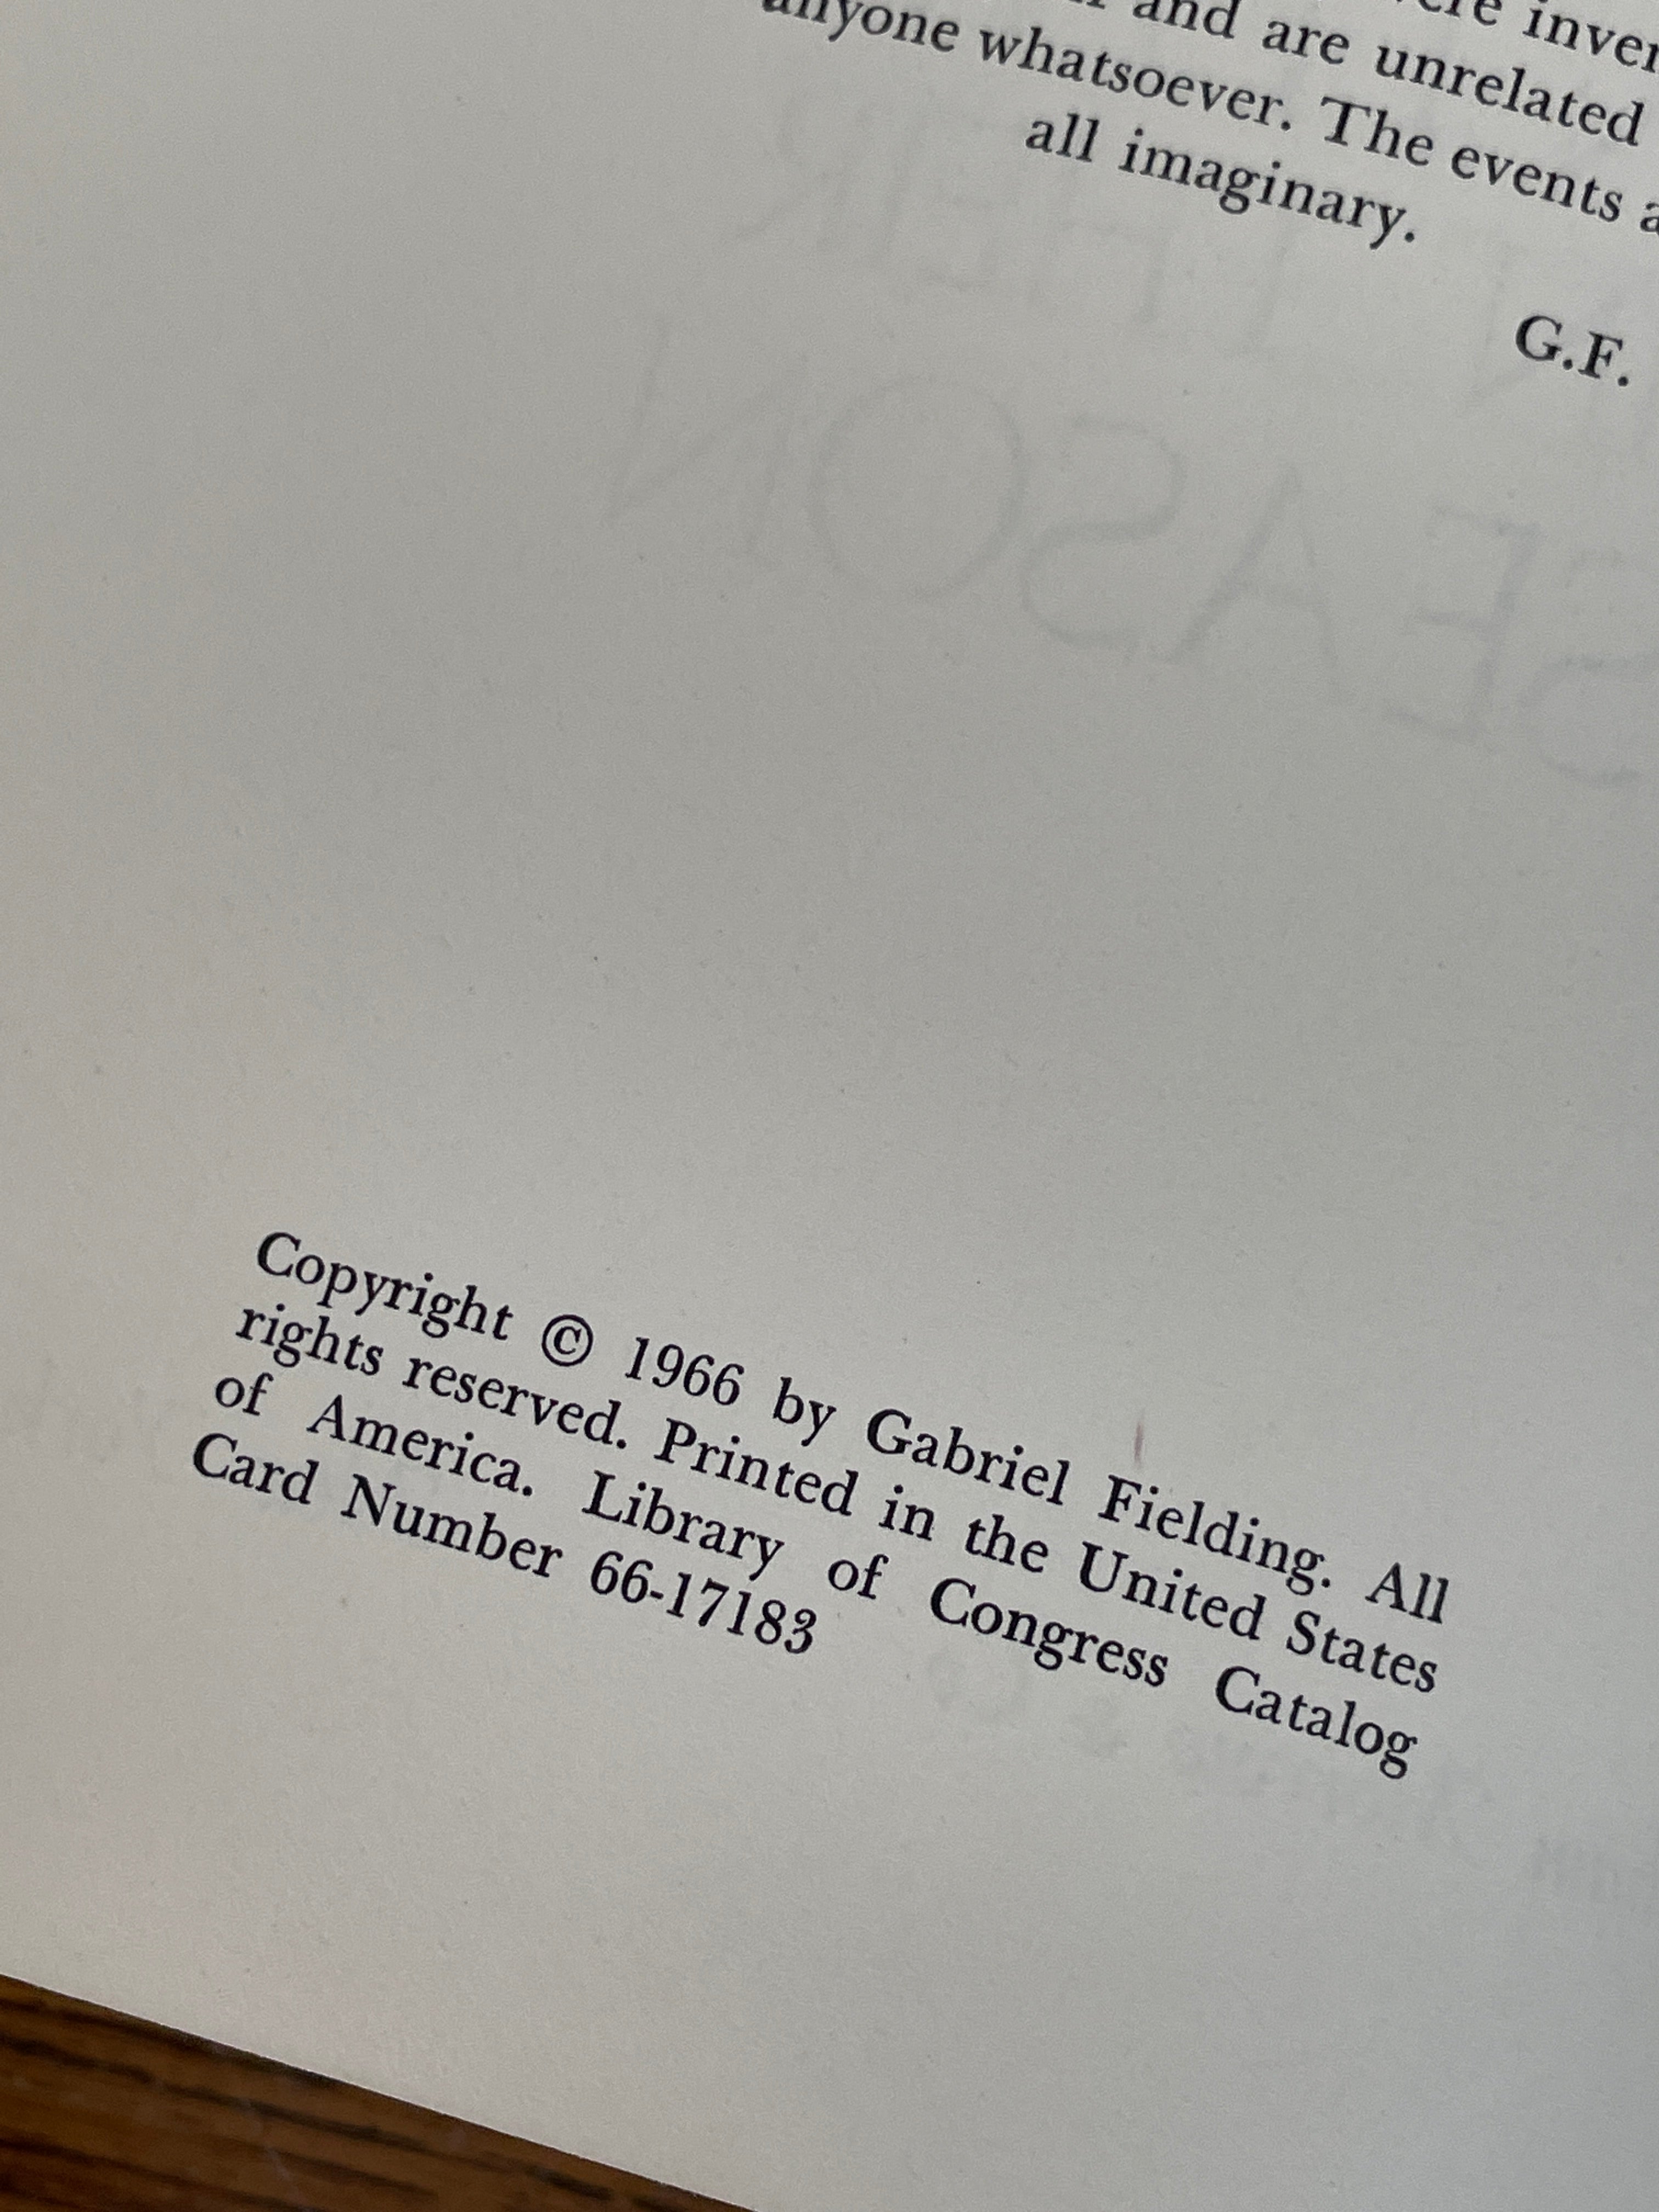 and are unrelated
anyone whatsoever. The events
all imaginary.
G.F.
SEASON
Copyright © 1966 by Gabriel Fielding. All
rights reserved. Printed in the United States
of America. Library of Congress Catalog
Card Number 66-17183